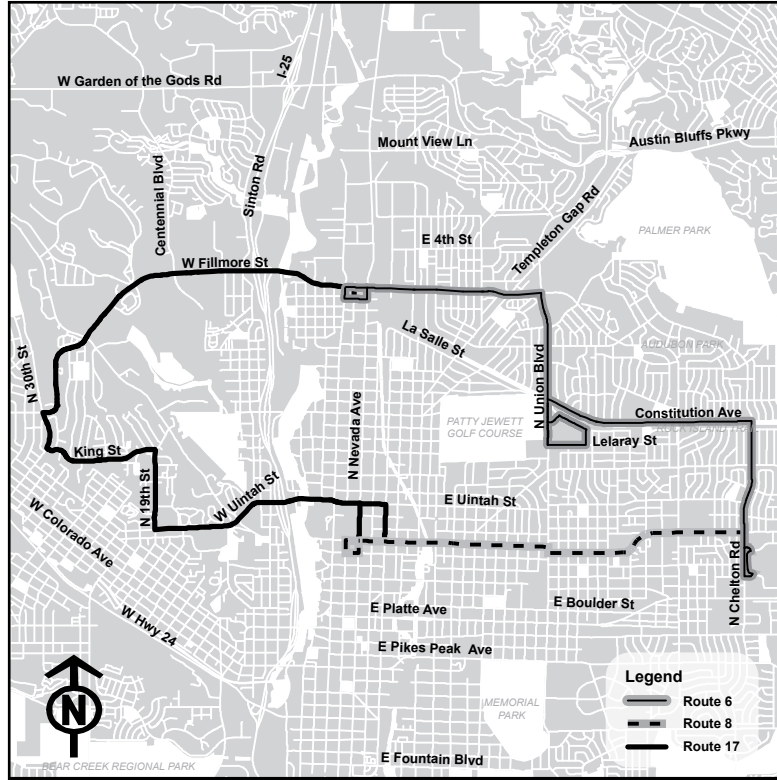 I-25
W Garden of the Gods Rd
Mount View Ln
Austin Bluffs Pkwy
Centennial Blvd
Sinton Rd
Templeton Gap Rd
PALMER PARK
E 4th St
W Fillmore St
La Salle St
N 30th St
N Union Blvd
AUDUBON PARK
N Nevada Ave
PATTY JEWETT
GOLF COURSE
Constitution Ave
Lelaray St
King St
N 19th St
W Uintah St
E Uintah St
W Colorado Ave
N Chelton Rd
E Platte Ave
E Boulder St
W Hwy 24
E Pikes Peak Ave
MEMORIAL
PARK
N
Legend
Route 6
Route 8
Route 17
E Fountain Blvd
BEAR CREEK REGIONAL PARK